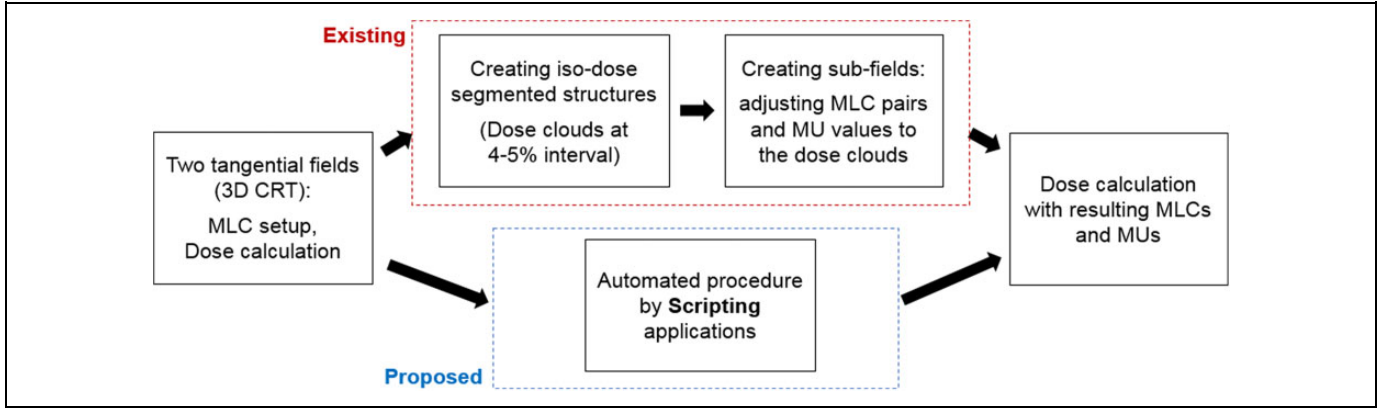 Existing
Creating iso-dose
segmented structures
(Dose clouds at
4-5% interval)
Creating sub-fields:
adjusting MLC pairs
and MU values to
the dose clouds
Two tangential fields
(3D CRT):
MLC setup,
Dose calculation
Dose calculation
with resulting MLCs
and MUs
Automated procedure
by Scripting
applications
Proposed